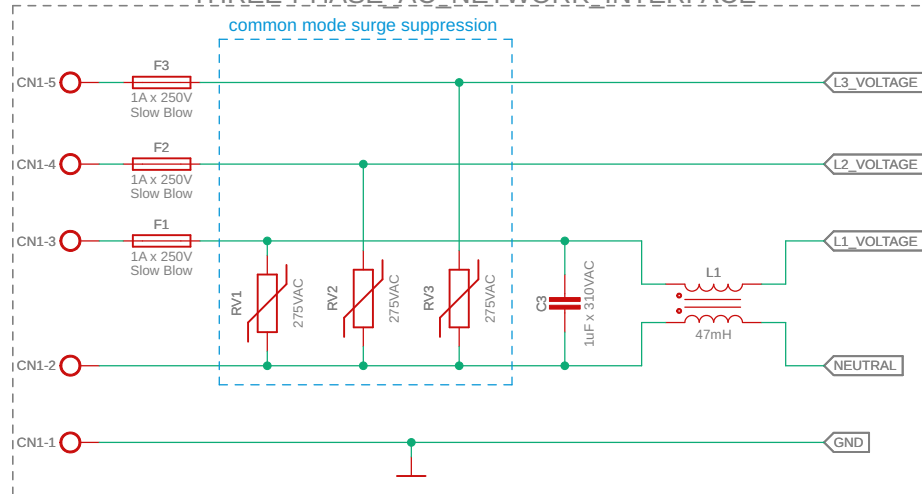 THREE-PHASE_AC_NETWORK_INTERFACE
common mode surge suppression
CN1-5
F3
1A x 250V
Slow Blow
L3_VOLTAGE
CN1-4
F2
1A x 250V
Slow Blow
L2_VOLTAGE
CN1-3
F1
1A x 250V
Slow Blow
L1_VOLTAGE
RV1
275VAC
RV2
275VAC
RV3
275VAC
C3
1uF x 310VAC
L1
47mH
CN1-2
NEUTRAL
CN1-1
GND